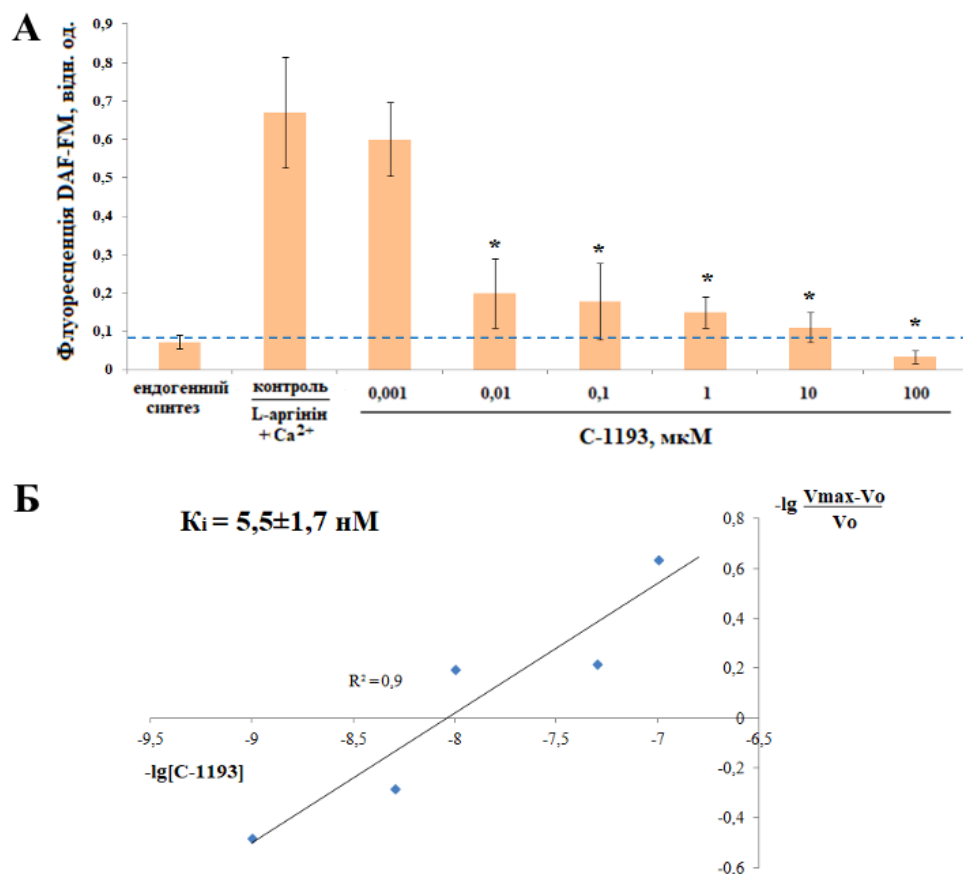 А
Флуоресценція DAF-FM, відн. од.
0,9
0,8
0,7
0,6
0,5
0,4
0,3
0,2
0,1
0
* * * * *
ендогенний
синтез
контроль
L-аргінін
+ Ca²⁺
0,001 0,01 0,1 1 10 100
С-1193, мкМ
Б
Кі = 5,5±1,7 нМ
-lg Vmax-Vo
Vo
0,8
0,6
0,4
0,2
0
-0,2
-0,4
-0,6
R² = 0,9
-9,5 -9 -8,5 -8 -7,5 -7 -6,5
-lg[C-1193]